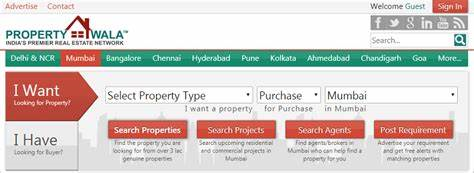 Advertise Contact
Welcome Guest Sign In
PROPERTY WALA™
INDIA'S PREMIER REAL ESTATE NETWORK
Search
Delhi & NCR Mumbai Bangalore Chennai Hyderabad Pune Kolkata Ahmedabad Chandigarh Goa More...
I Want
Looking for Property?
Select Property Type Purchase Mumbai
I want a property for Purchase in Mumbai
I Have
Looking for Buyer?
Search Properties Search Projects Search Agents Post Requirement
Find the property you are looking for from over 3 lac genuine properties
Search upcoming residential and commercial projects in Mumbai
Find agents/brokers in Mumbai who can help find a property for you
Advertise your requirement and get free alerts with matching properties